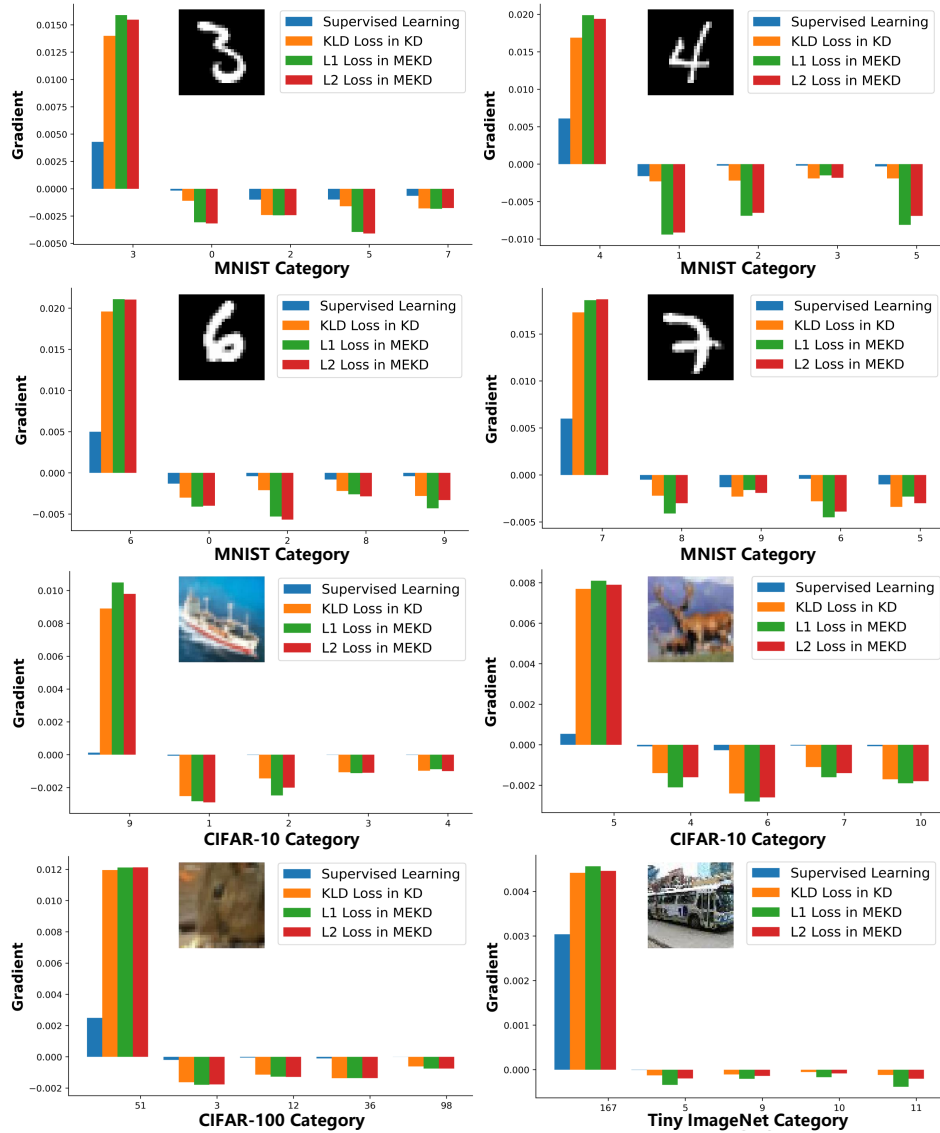 Gradient
0.0150
0.0125
0.0100
0.0075
0.0050
0.0025
0.0000
−0.0025
−0.0050
Supervised Learning
KLD Loss in KD
L1 Loss in MEKD
L2 Loss in MEKD
3
3 0 2 5 7
MNIST Category
Gradient
0.020
0.015
0.010
0.005
0.000
−0.005
−0.010
Supervised Learning
KLD Loss in KD
L1 Loss in MEKD
L2 Loss in MEKD
4
4 1 2 3 5
MNIST Category
Gradient
0.020
0.015
0.010
0.005
0.000
−0.005
Supervised Learning
KLD Loss in KD
L1 Loss in MEKD
L2 Loss in MEKD
6
6 0 2 8 9
MNIST Category
Gradient
0.015
0.010
0.005
0.000
−0.005
Supervised Learning
KLD Loss in KD
L1 Loss in MEKD
L2 Loss in MEKD
7
7 8 9 6 5
MNIST Category
Gradient
0.010
0.008
0.006
0.004
0.002
0.000
−0.002
Supervised Learning
KLD Loss in KD
L1 Loss in MEKD
L2 Loss in MEKD
9 1 2 3 4
CIFAR-10 Category
Gradient
0.008
0.006
0.004
0.002
0.000
−0.002
Supervised Learning
KLD Loss in KD
L1 Loss in MEKD
L2 Loss in MEKD
5 4 6 7 10
CIFAR-10 Category
Gradient
0.012
0.010
0.008
0.006
0.004
0.002
0.000
−0.002
Supervised Learning
KLD Loss in KD
L1 Loss in MEKD
L2 Loss in MEKD
51 3 12 36 98
CIFAR-100 Category
Gradient
0.004
0.003
0.002
0.001
0.000
Supervised Learning
KLD Loss in KD
L1 Loss in MEKD
L2 Loss in MEKD
167 5 9 10 11
Tiny ImageNet Category